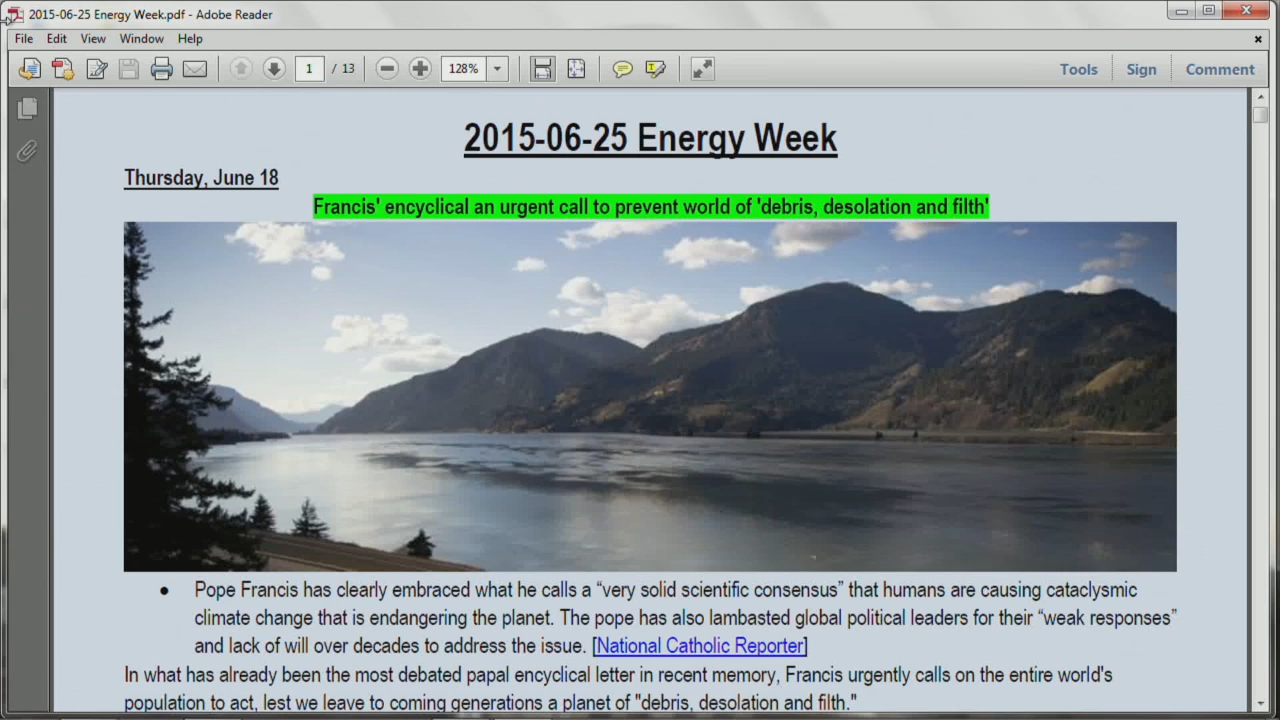 2015-06-25 Energy Week.pdf - Adobe Reader
File Edit View Window Help
1 / 13 128% Tools Sign Comment
2015-06-25 Energy Week
Thursday, June 18
Francis' encyclical an urgent call to prevent world of 'debris, desolation and filth'
• Pope Francis has clearly embraced what he calls a “very solid scientific consensus” that humans are causing cataclysmic
climate change that is endangering the planet. The pope has also lambasted global political leaders for their “weak responses”
and lack of will over decades to address the issue. [National Catholic Reporter]
In what has already been the most debated papal encyclical letter in recent memory, Francis urgently calls on the entire world's
population to act, lest we leave to coming generations a planet of "debris, desolation and filth."